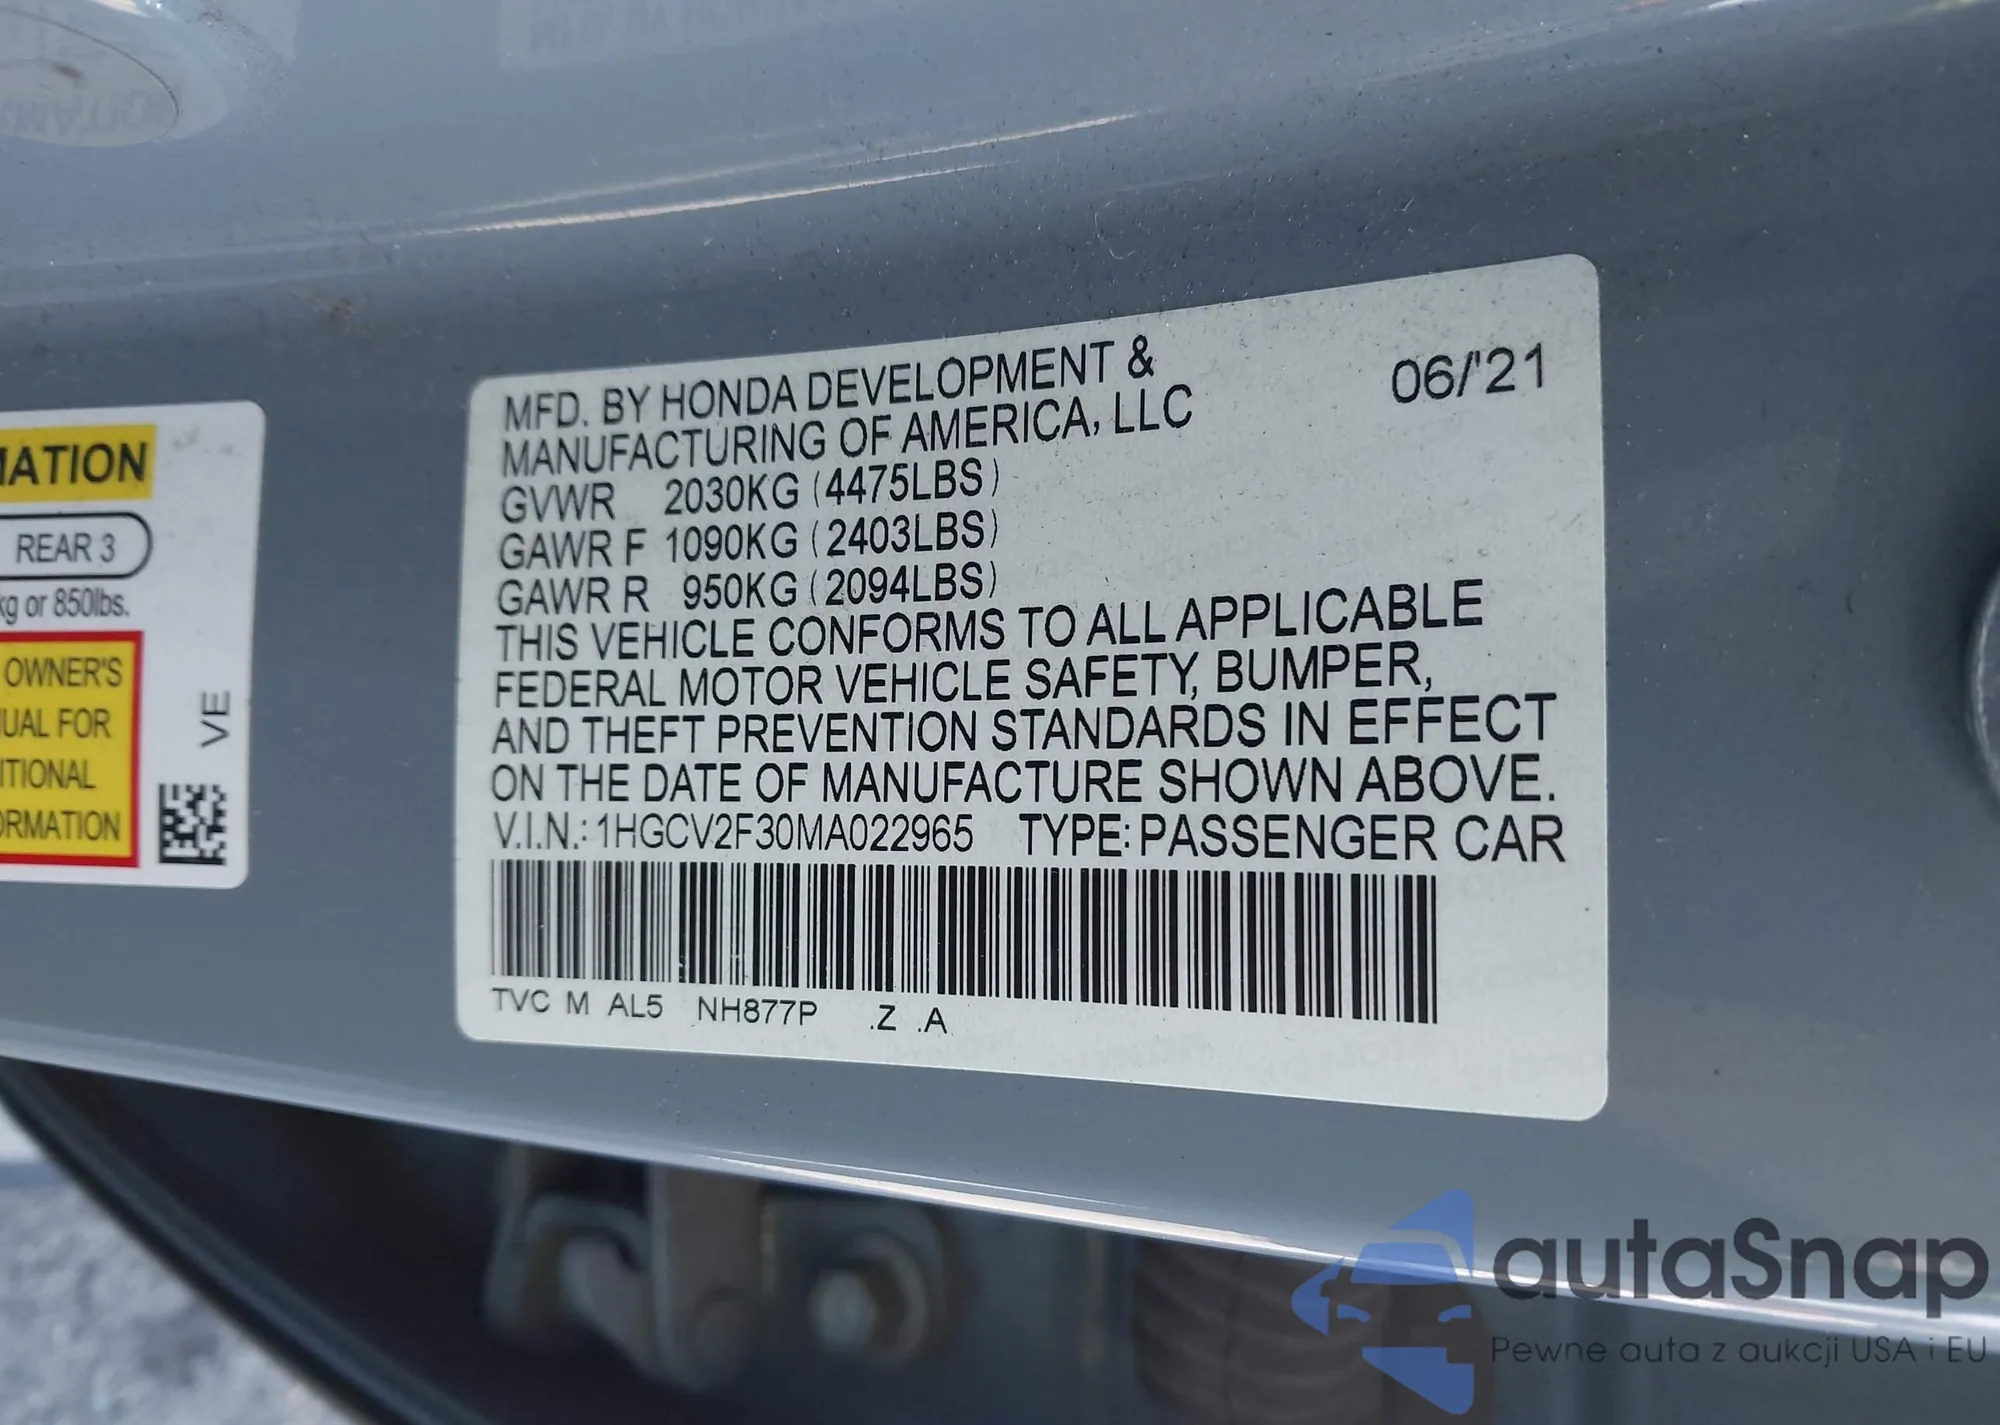 MATION
REAR 3
kg or 850lbs.
OWNER'S
UAL FOR
ITIONAL
ORMATION
VE
MFD. BY HONDA DEVELOPMENT &
MANUFACTURING OF AMERICA, LLC
06/'21
GVWR 2030KG (4475LBS)
GAWR F 1090KG (2403LBS)
GAWR R 950KG (2094LBS)
THIS VEHICLE CONFORMS TO ALL APPLICABLE
FEDERAL MOTOR VEHICLE SAFETY, BUMPER,
AND THEFT PREVENTION STANDARDS IN EFFECT
ON THE DATE OF MANUFACTURE SHOWN ABOVE.
V.I.N.: 1HGCV2F30MA022965 TYPE: PASSENGER CAR
TVC M AL5 NH877P .Z .A
autaSnap
Pewne auta z aukcji USA i EU